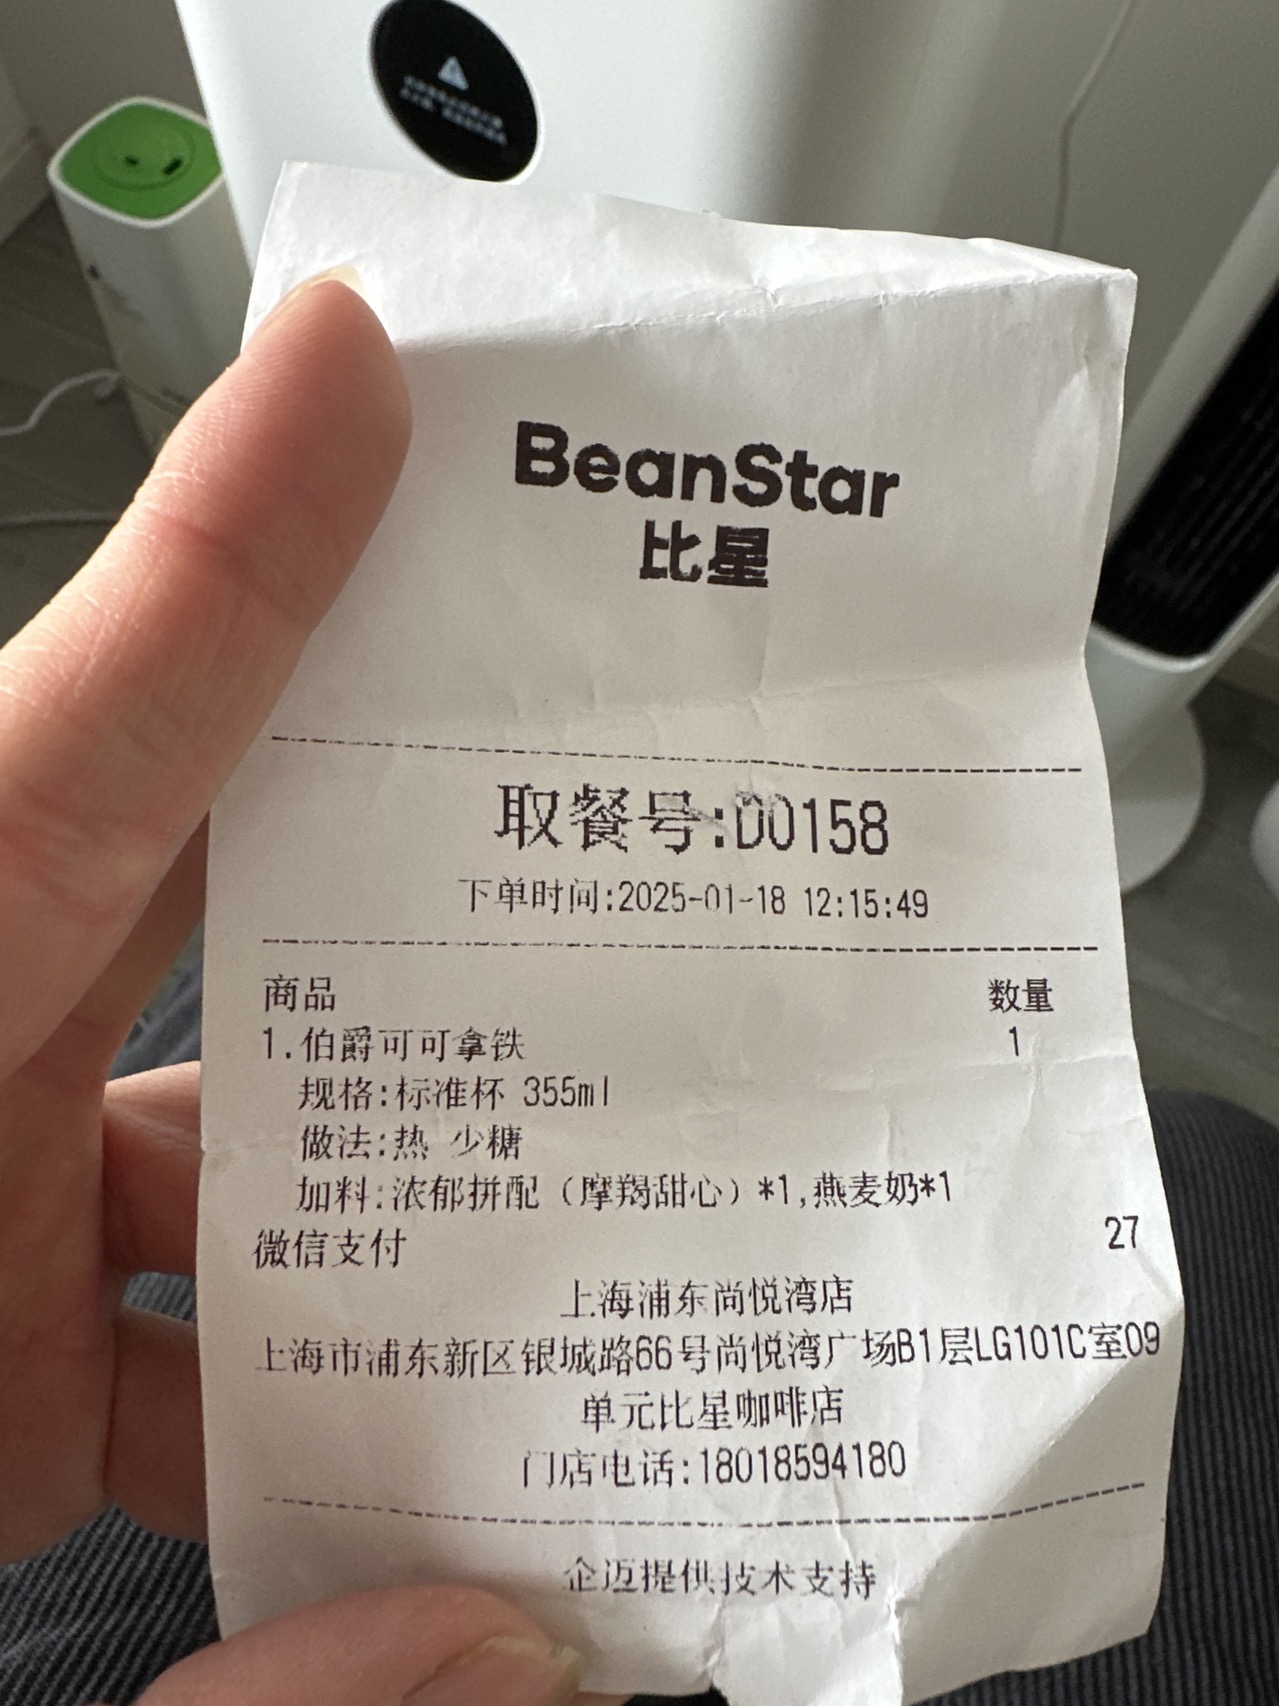 BeanStar
比星
取餐号:D0158
下单时间:2025-01-18 12:15:49
商品 数量
1.伯爵可可拿铁 1
规格:标准杯 355ml
做法:热 少糖
加料:浓郁拼配（摩羯甜心）*1,燕麦奶*1
微信支付 27
上海浦东尚悦湾店
上海市浦东新区银城路66号尚悦湾广场B1层LG101C室09
单元比星咖啡店
门店电话:18018594180
企迈提供技术支持